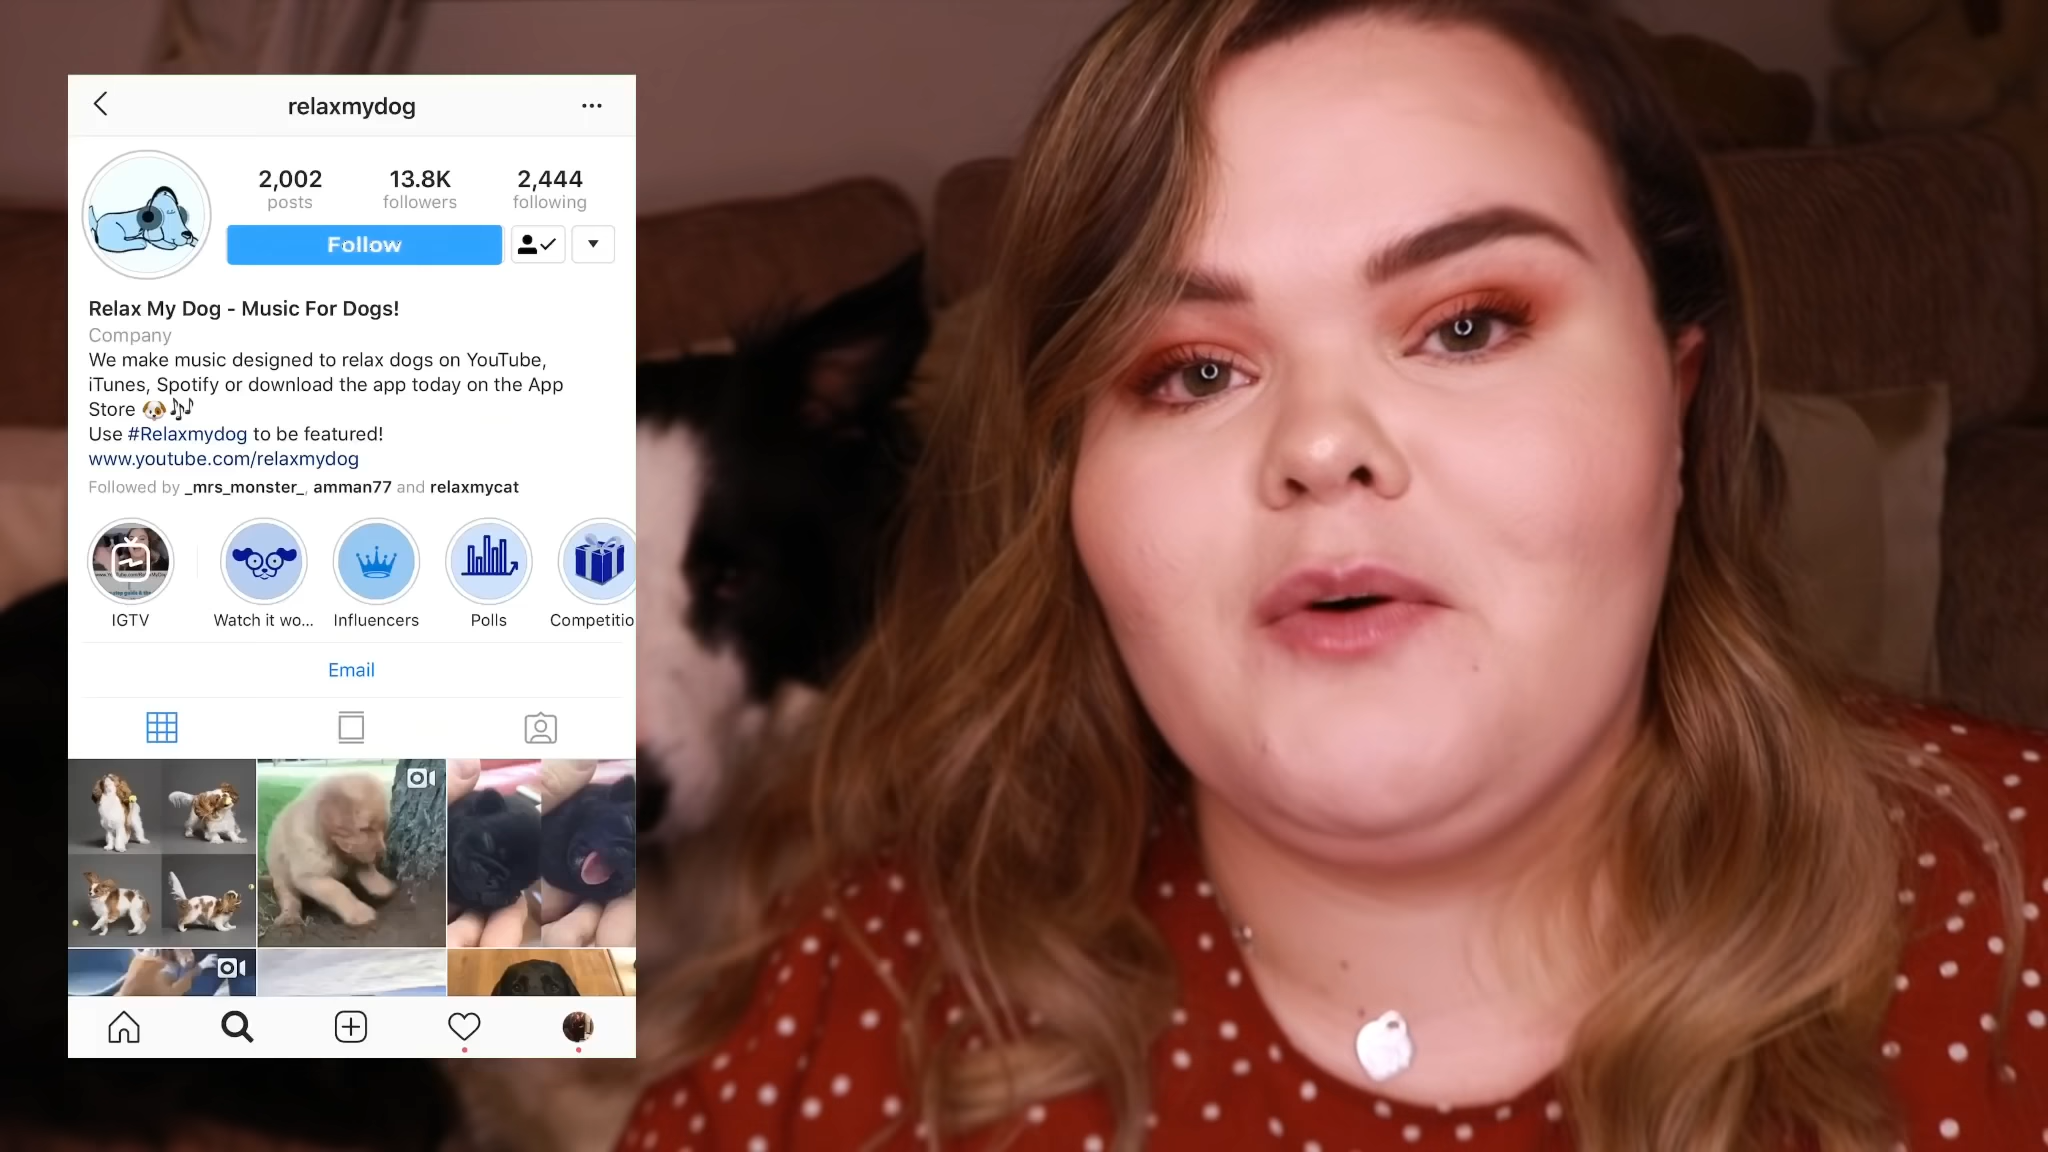 relaxmydog
2,002 13.8K 2,444
posts followers following
Follow
Relax My Dog - Music For Dogs!
Company
We make music designed to relax dogs on YouTube,
iTunes, Spotify or download the app today on the App
Store 🐶🎶
Use #Relaxmydog to be featured!
www.youtube.com/relaxmydog
Followed by _mrs_monster_, amman77 and relaxmycat
IGTV Watch it wo... Influencers Polls Competitio
Email